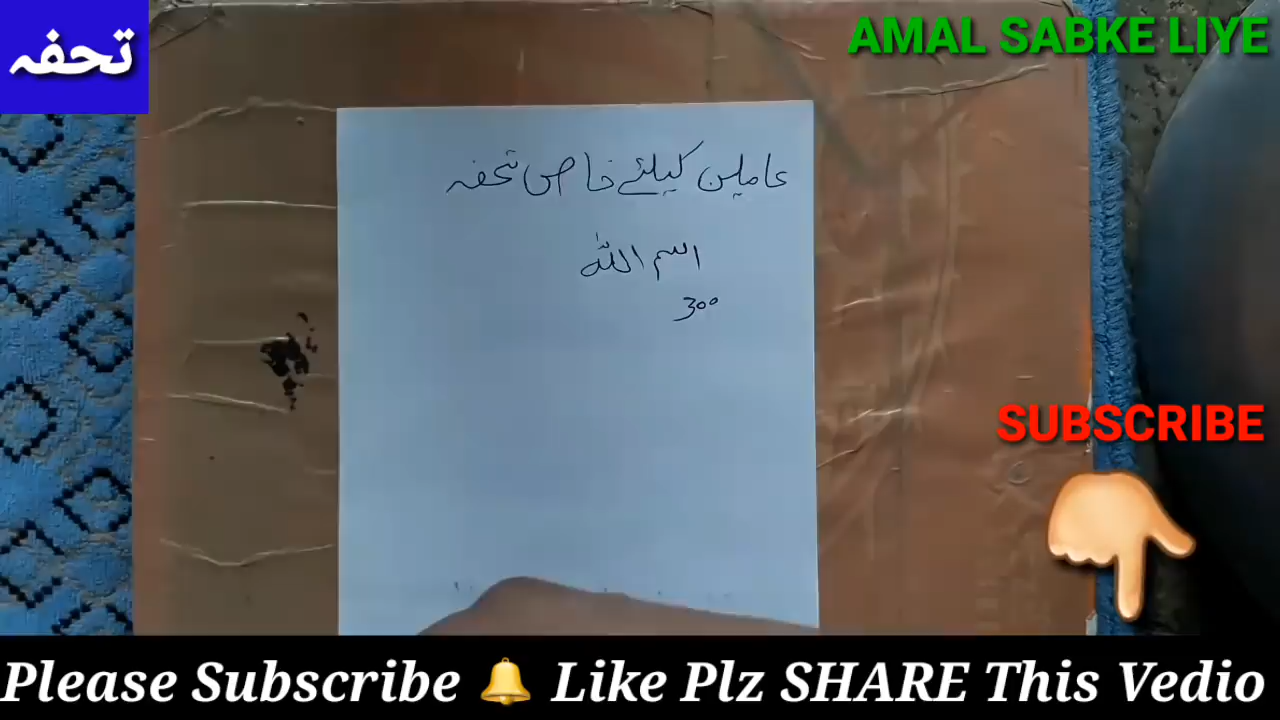 تحفہ
AMAL SABKE LIYE
عاملین کیلئے خاص تحفہ
اسم اللہ
300
SUBSCRIBE
Please Subscribe 🔔 Like Plz SHARE This Vedio